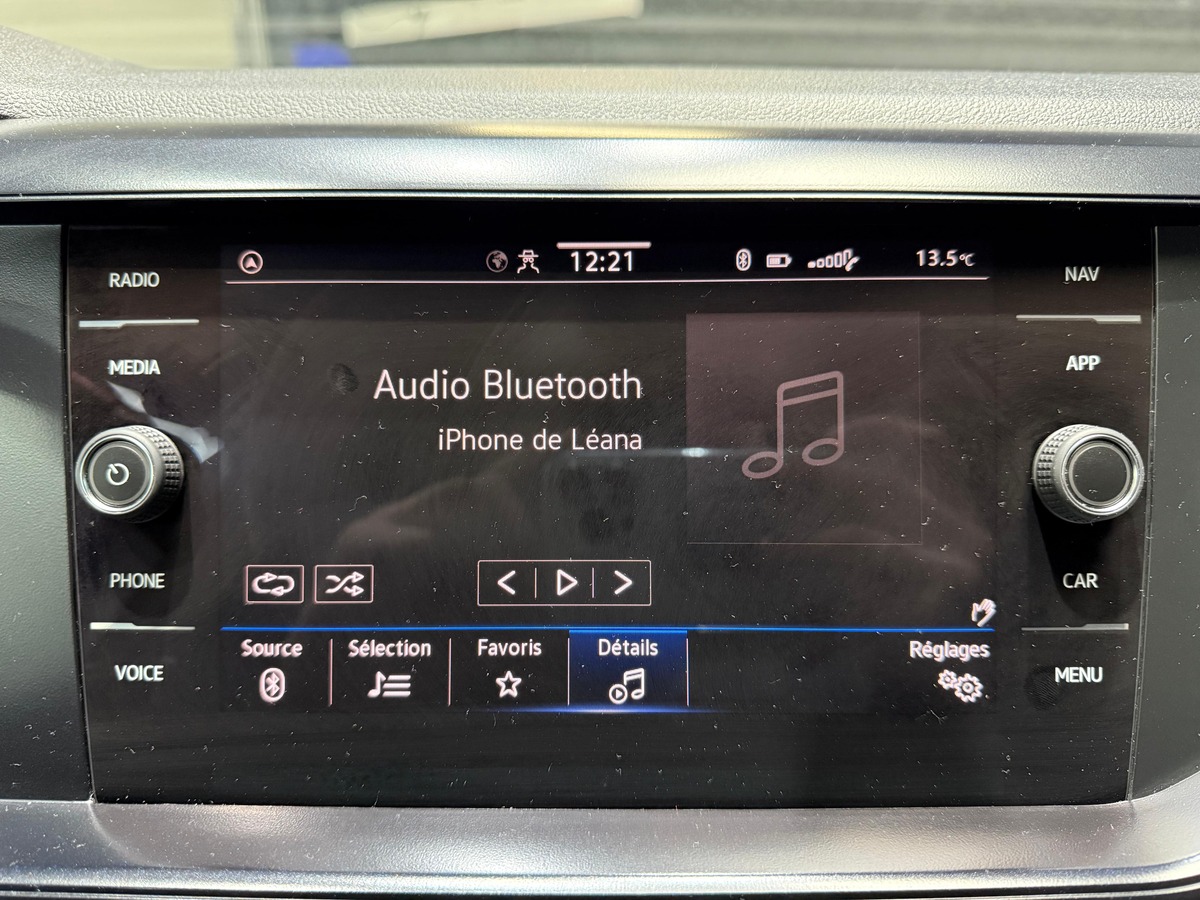 12:21
13.5°C
RADIO
MEDIA
PHONE
VOICE
Audio Bluetooth
iPhone de Léana
Source
Sélection
Favoris
Détails
Réglages
NAV
APP
CAR
MENU